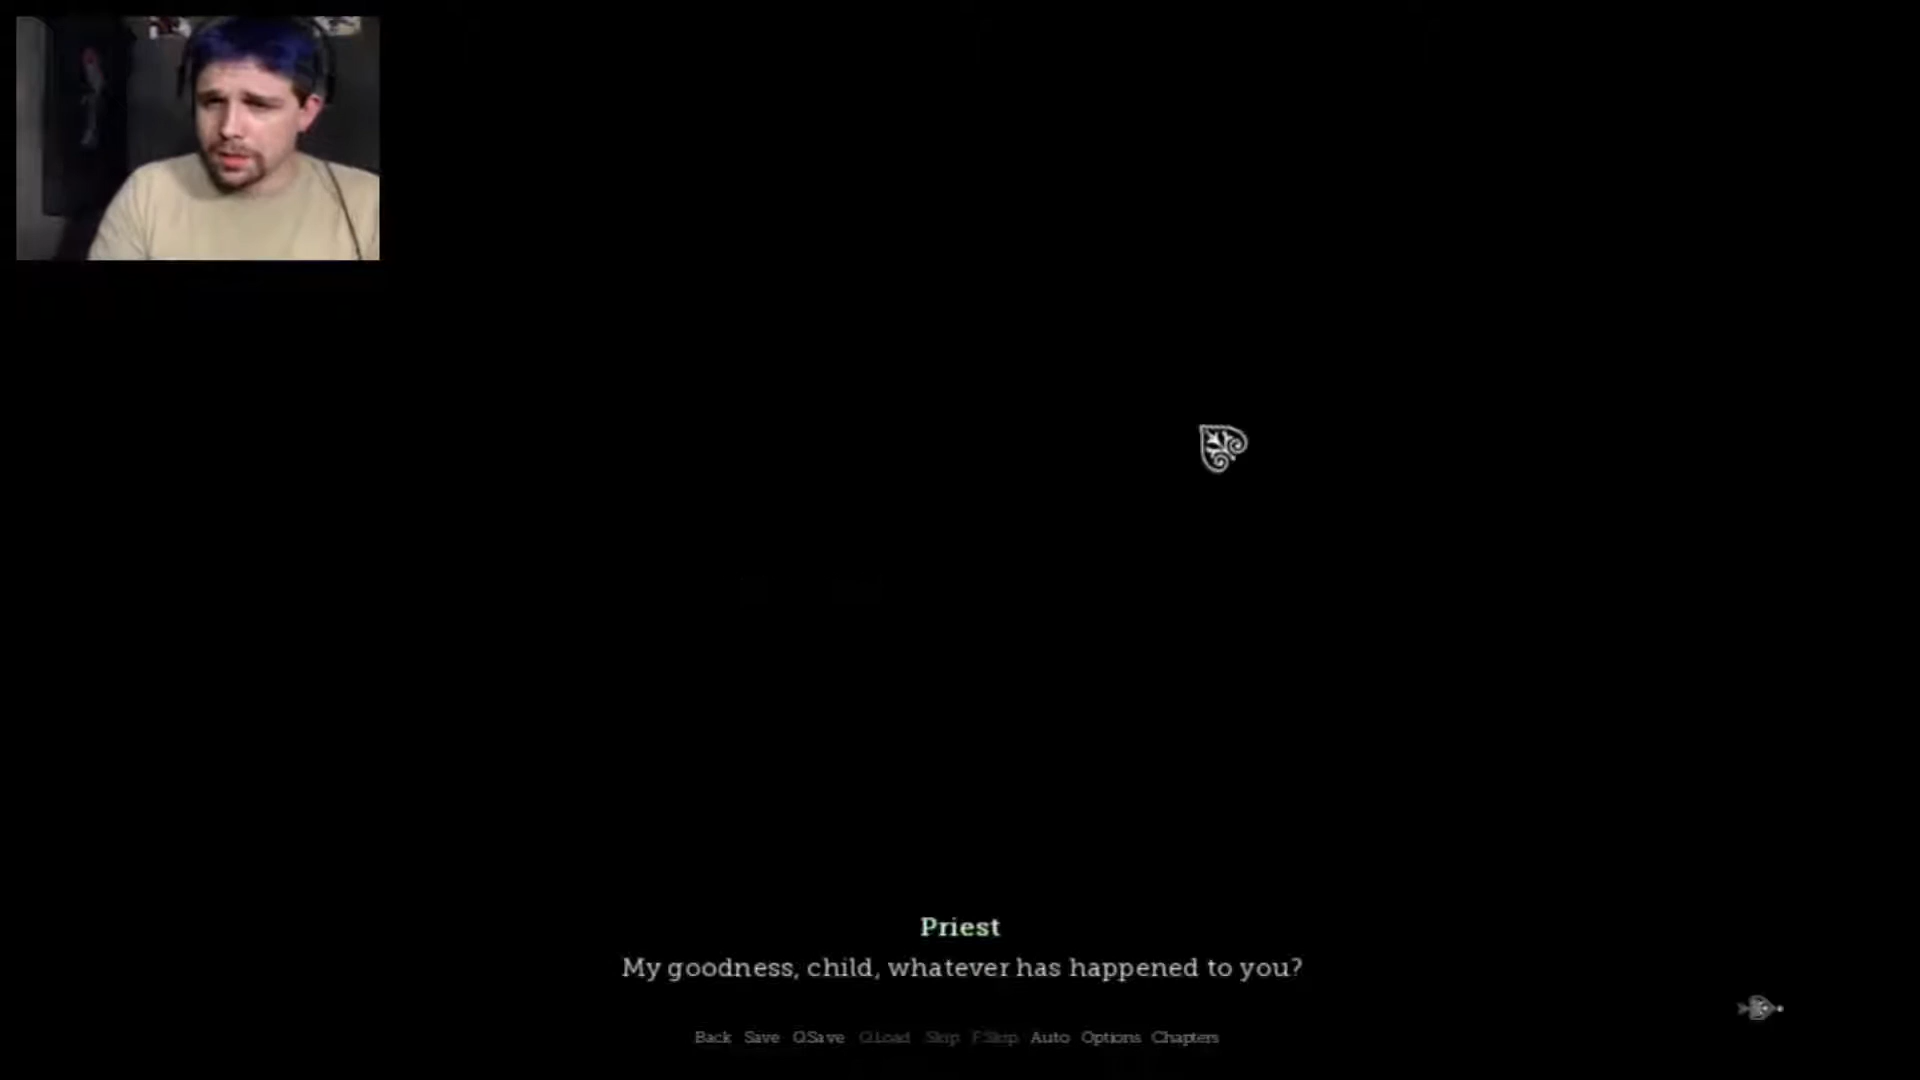 Priest
My goodness, child, whatever has happened to you?
Back Save Q.Save Q.Load Skip F.Skip Auto Options Chapters